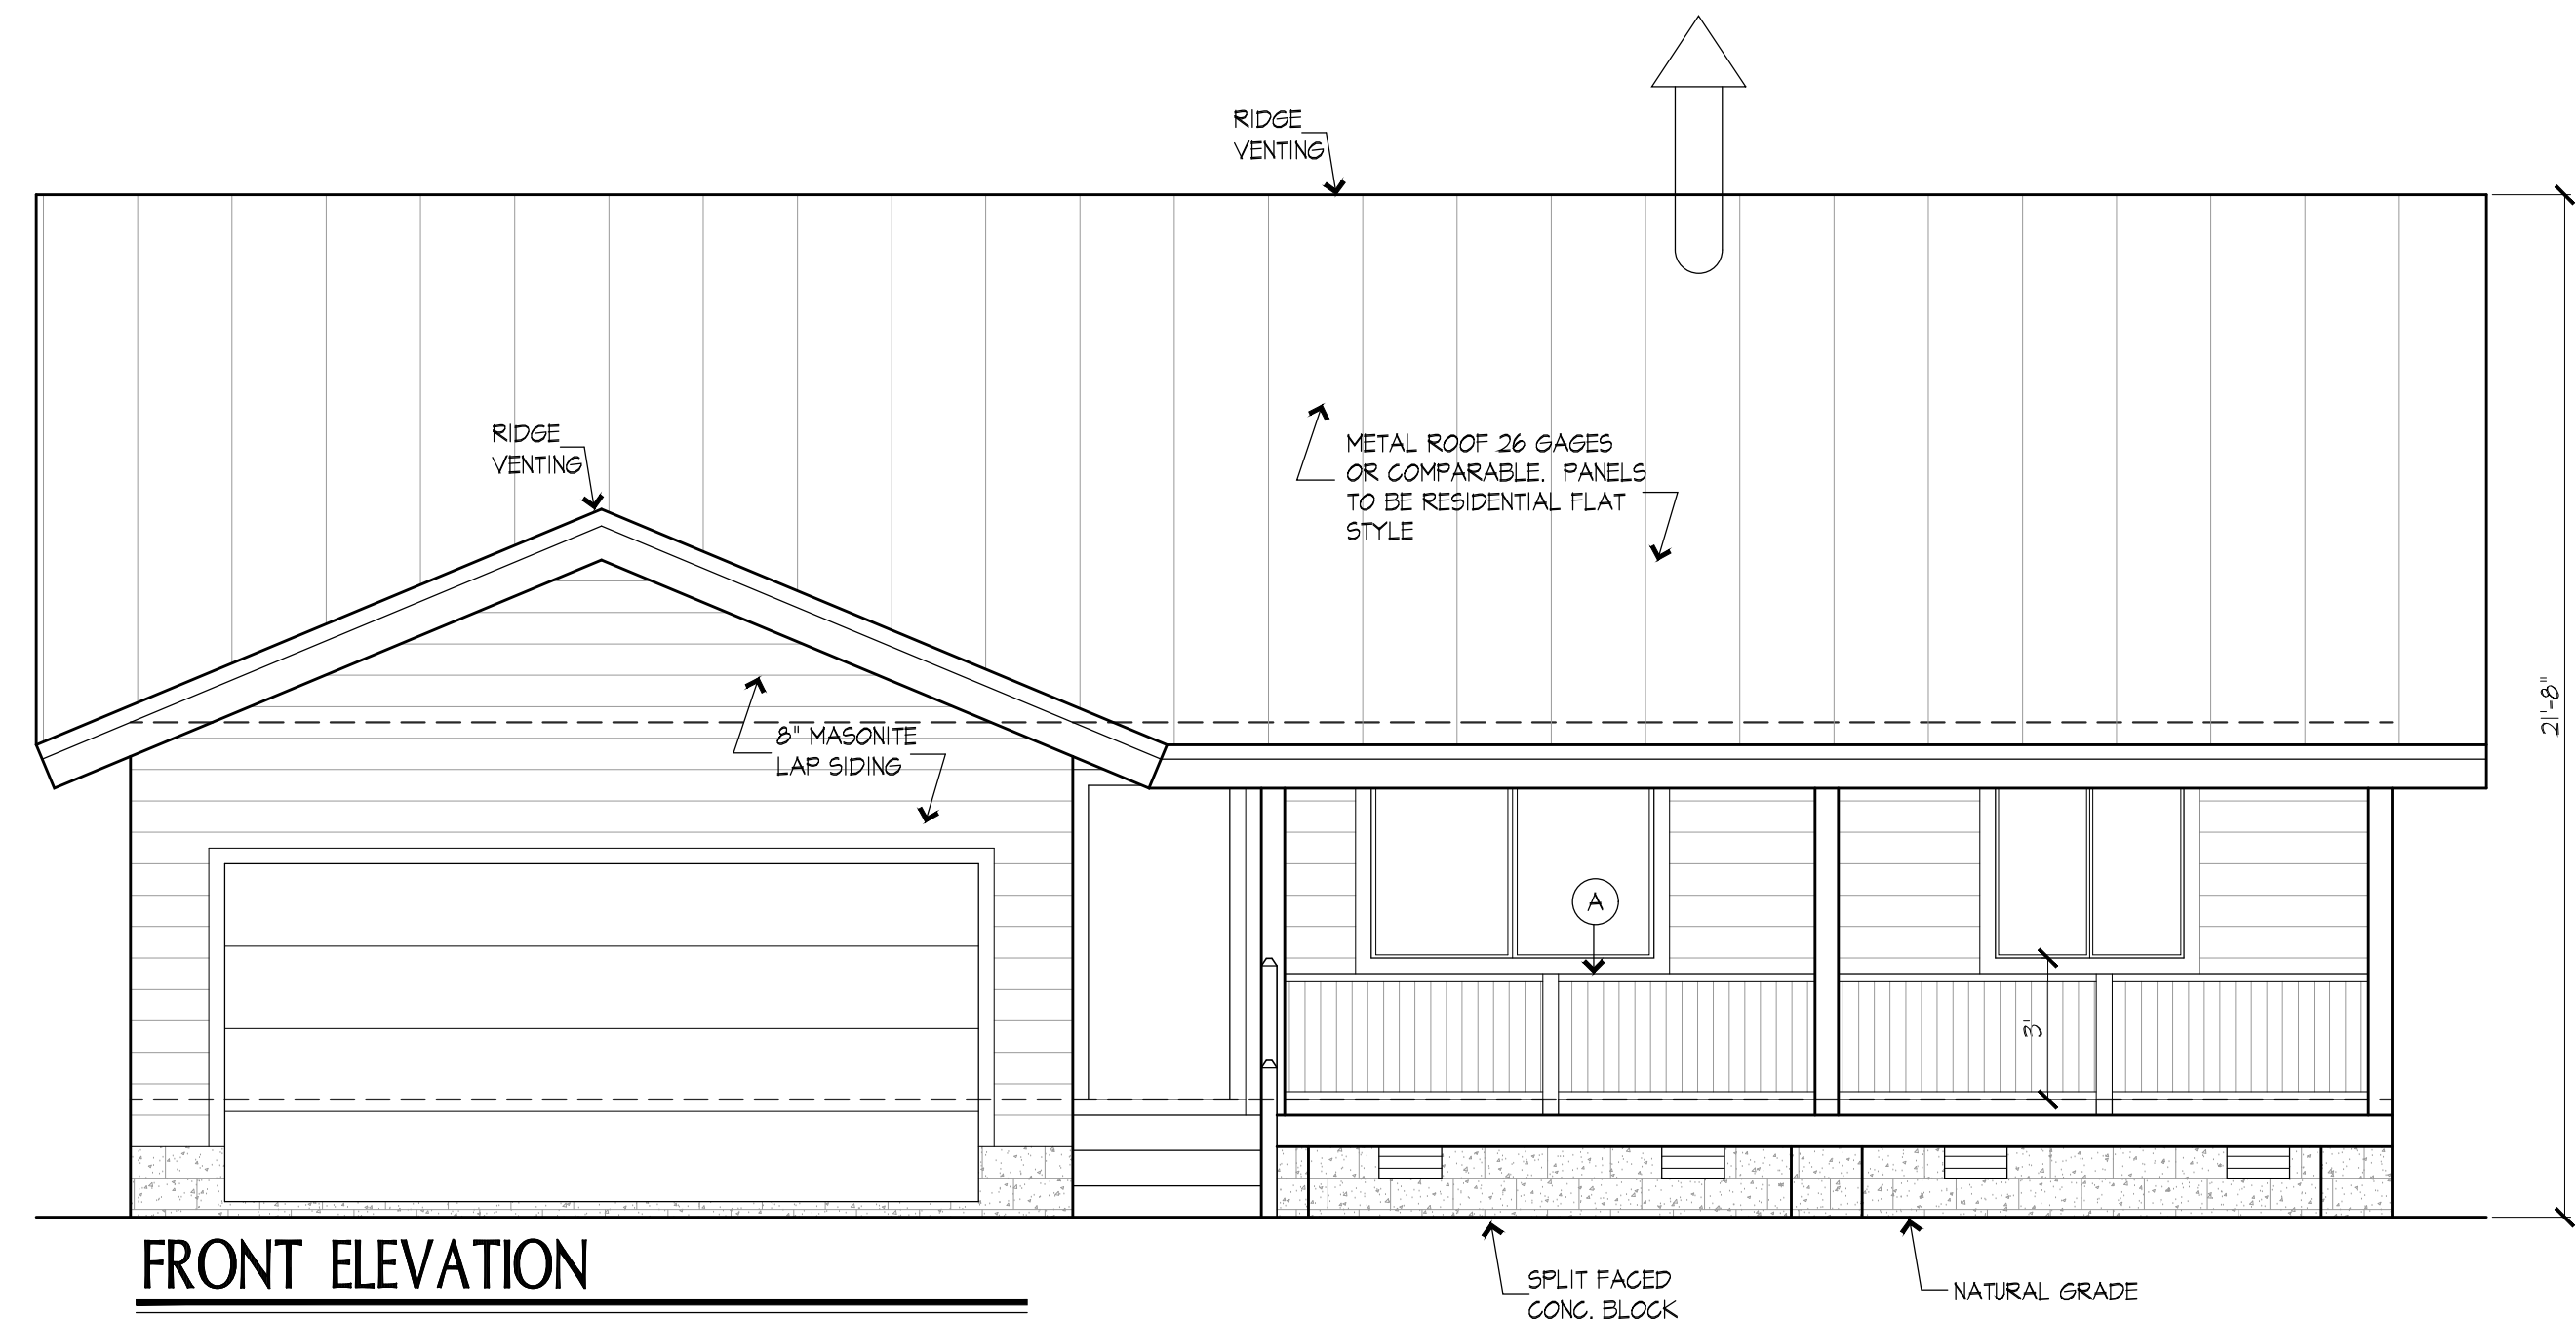 RIDGE
VENTING
RIDGE
VENTING
METAL ROOF 26 GAGES
OR COMPARABLE. PANELS
TO BE RESIDENTIAL FLAT
STYLE
8" MASONITE
LAP SIDING
21'-8"
A
3'
FRONT ELEVATION
SPLIT FACED
CONC. BLOCK
NATURAL GRADE